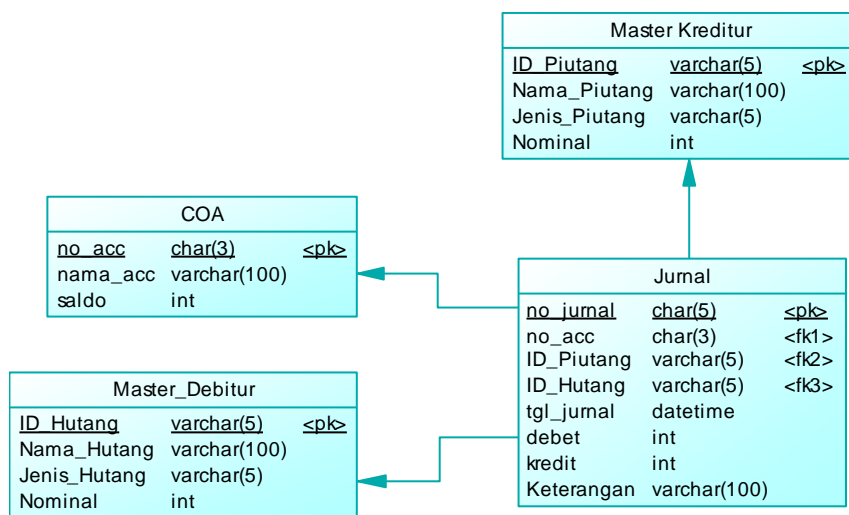 Master Kreditur
ID_Piutang varchar(5) <pk>
Nama_Piutang varchar(100)
Jenis_Piutang varchar(5)
Nominal int
COA
no_acc char(3) <pk>
nama_acc varchar(100)
saldo int
Jurnal
no_jurnal char(5) <pk>
no_acc char(3) <fk1>
ID_Piutang varchar(5) <fk2>
ID_Hutang varchar(5) <fk3>
tgl_jurnal datetime
debet int
kredit int
Keterangan varchar(100)
Master_Debitur
ID_Hutang varchar(5) <pk>
Nama_Hutang varchar(100)
Jenis_Hutang varchar(5)
Nominal int